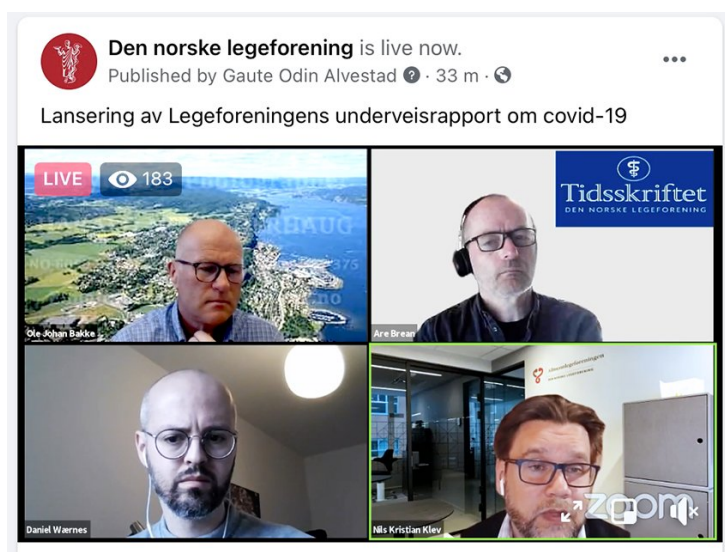 Den norske legeforening is live now.
Published by Gaute Odin Alvestad · 33 m ·
Lansering av Legeforeningens underveisrapport om covid-19
LIVE 183
Tidsskriftet
DEN NORSKE LEGEFORENING
Ole Johan Bakke
Are Brean
Daniel Wærnes
Nils Kristian Klev
zoom